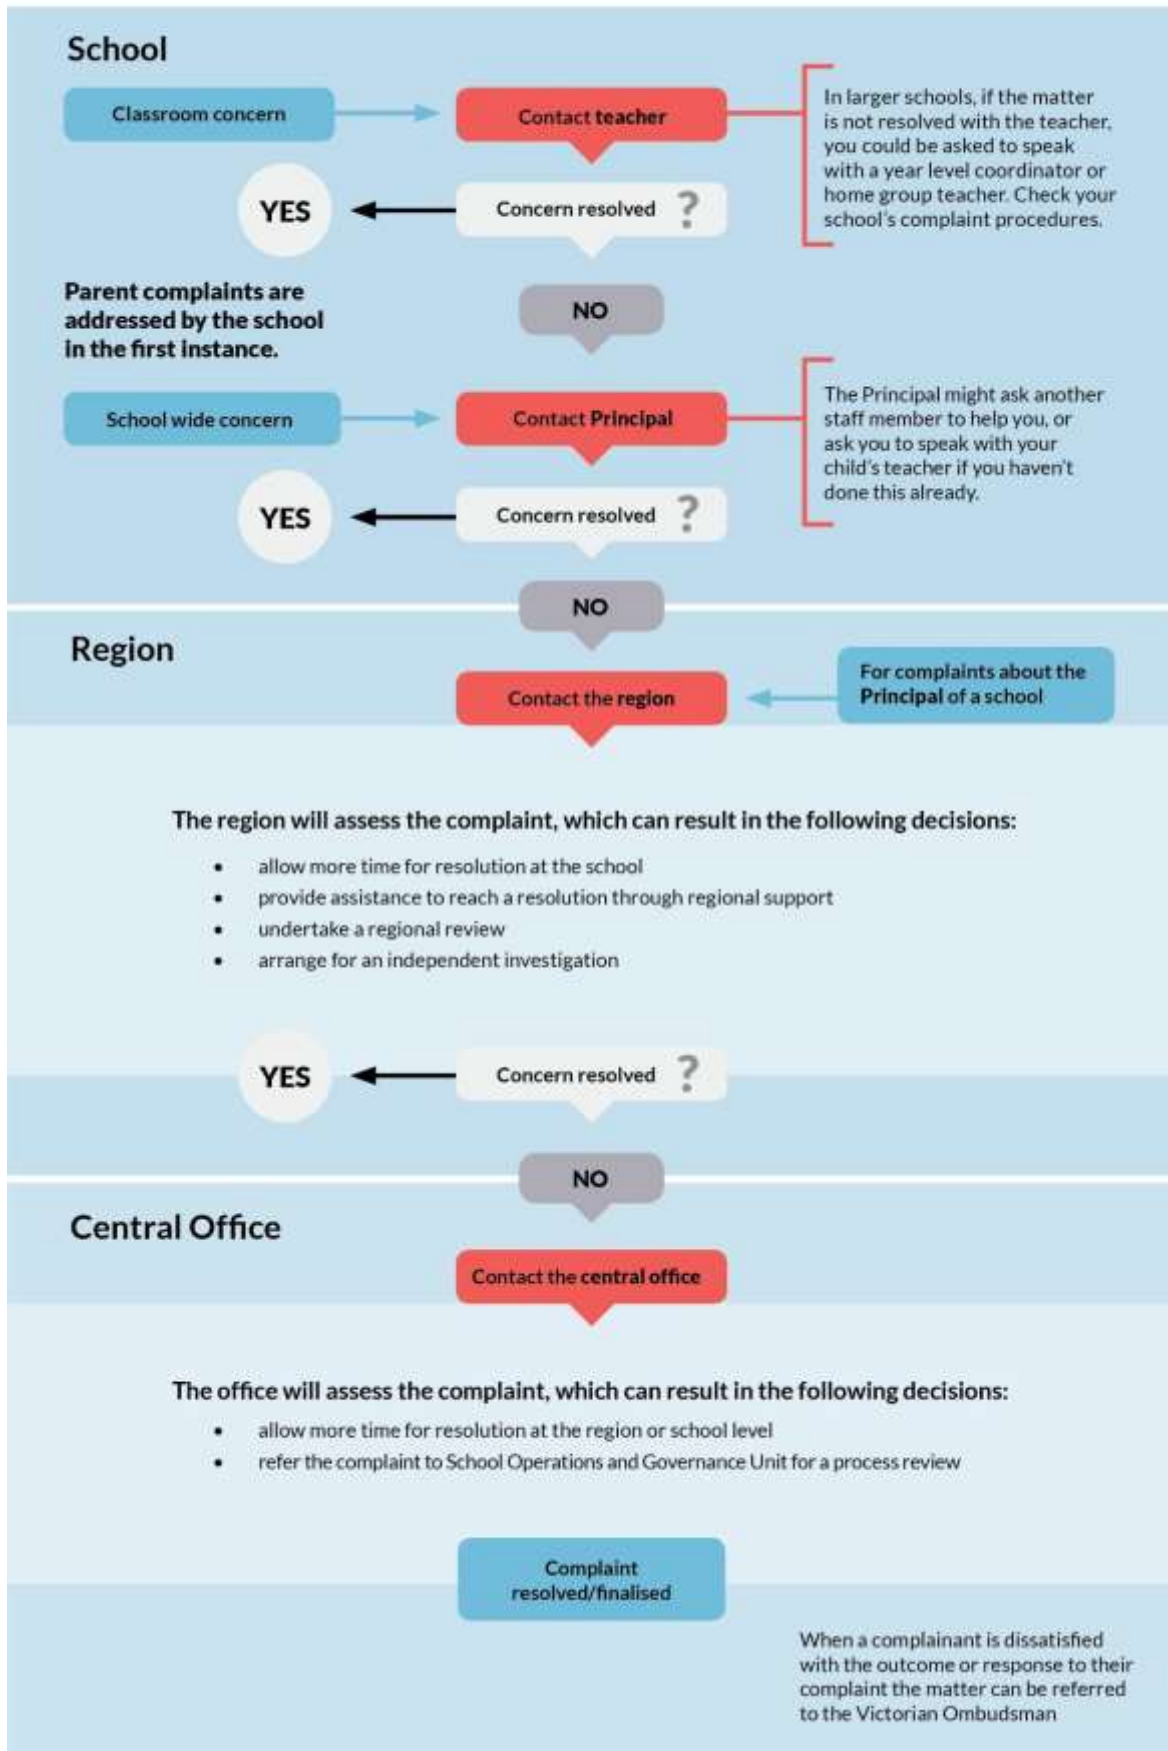 School
Classroom concern
Contact teacher
In larger schools, if the matter
is not resolved with the teacher,
you could be asked to speak
with a year level coordinator or
home group teacher. Check your
school's complaint procedures.
YES
Concern resolved ?
Parent complaints are
addressed by the school
in the first instance.
NO
School wide concern
Contact Principal
The Principal might ask another
staff member to help you, or
ask you to speak with your
child's teacher if you haven't
done this already.
YES
Concern resolved ?
NO
Region
Contact the region
For complaints about the
Principal of a school
The region will assess the complaint, which can result in the following decisions:
• allow more time for resolution at the school
• provide assistance to reach a resolution through regional support
• undertake a regional review
• arrange for an independent investigation
YES
Concern resolved ?
NO
Central Office
Contact the central office
The office will assess the complaint, which can result in the following decisions:
• allow more time for resolution at the region or school level
• refer the complaint to School Operations and Governance Unit for a process review
Complaint
resolved/finalised
When a complainant is dissatisfied
with the outcome or response to their
complaint the matter can be referred
to the Victorian Ombudsman